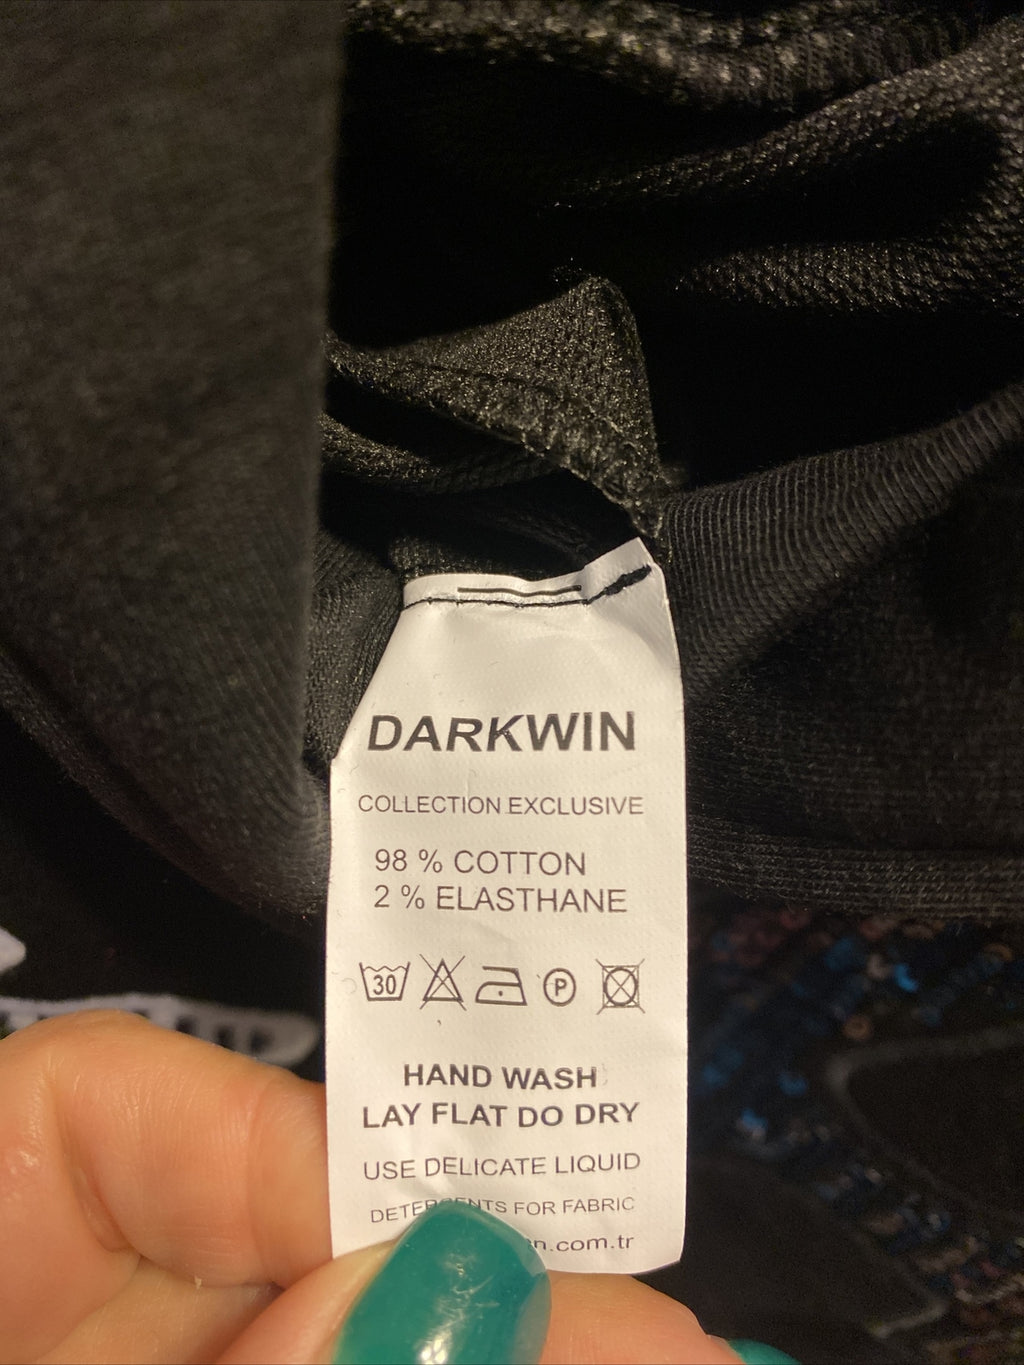 DARKWIN
COLLECTION EXCLUSIVE
98 % COTTON
2 % ELASTHANE
30 P
HAND WASH
LAY FLAT DO DRY
USE DELICATE LIQUID
DETERGENTS FOR FABRIC
n.com.tr